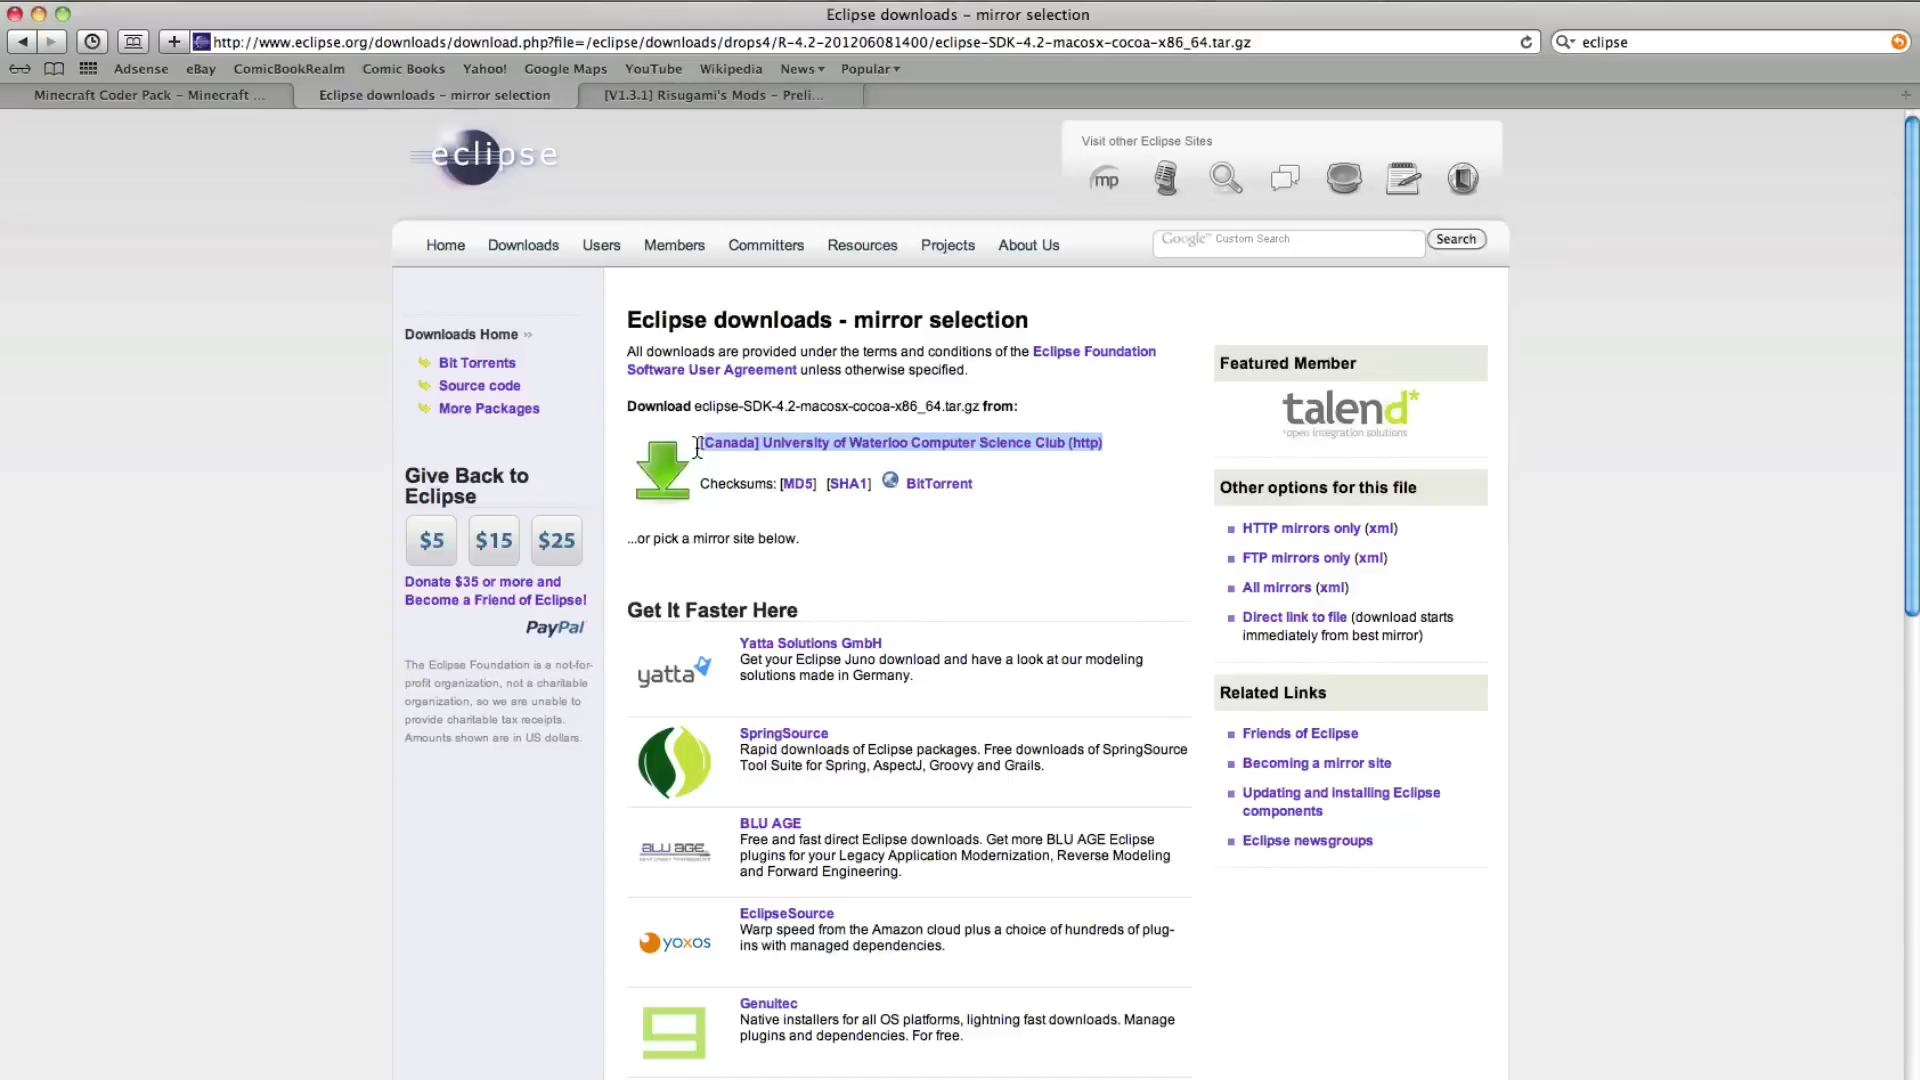 Eclipse downloads - mirror selection
http://www.eclipse.org/downloads/download.php?file=/eclipse/downloads/drops4/R-4.2-201206081400/eclipse-SDK-4.2-macosx-cocoa-x86_64.tar.gz
eclipse
Adsense eBay ComicBookRealm Comic Books Yahoo! Google Maps YouTube Wikipedia News Popular
Minecraft Coder Pack – Minecraft ...
Eclipse downloads – mirror selection
[V1.3.1] Risugami's Mods – Preli...
eclipse
Visit other Eclipse Sites
mp
Home Downloads Users Members Committers Resources Projects About Us
Google™ Custom Search
Search
Downloads Home
Bit Torrents
Source code
More Packages
Give Back to
Eclipse
$5 $15 $25
Donate $35 or more and
Become a Friend of Eclipse!
PayPal
The Eclipse Foundation is a not-for-
profit organization, not a charitable
organization, so we are unable to
provide charitable tax receipts.
Amounts shown are in US dollars.
Eclipse downloads - mirror selection
All downloads are provided under the terms and conditions of the Eclipse Foundation
Software User Agreement unless otherwise specified.
Download eclipse-SDK-4.2-macosx-cocoa-x86_64.tar.gz from:
[Canada] University of Waterloo Computer Science Club (http)
Checksums: [MD5] [SHA1] BitTorrent
...or pick a mirror site below.
Get It Faster Here
yatta
Yatta Solutions GmbH
Get your Eclipse Juno download and have a look at our modeling
solutions made in Germany.
SpringSource
Rapid downloads of Eclipse packages. Free downloads of SpringSource
Tool Suite for Spring, AspectJ, Groovy and Grails.
BLU AGE
BLU AGE
Free and fast direct Eclipse downloads. Get more BLU AGE Eclipse
plugins for your Legacy Application Modernization, Reverse Modeling
and Forward Engineering.
yoxos
EclipseSource
Warp speed from the Amazon cloud plus a choice of hundreds of plug-
ins with managed dependencies.
Genuitec
Native installers for all OS platforms, lightning fast downloads. Manage
plugins and dependencies. For free.
Featured Member
talend*
*open integration solutions
Other options for this file
HTTP mirrors only (xml)
FTP mirrors only (xml)
All mirrors (xml)
Direct link to file (download starts
immediately from best mirror)
Related Links
Friends of Eclipse
Becoming a mirror site
Updating and installing Eclipse
components
Eclipse newsgroups